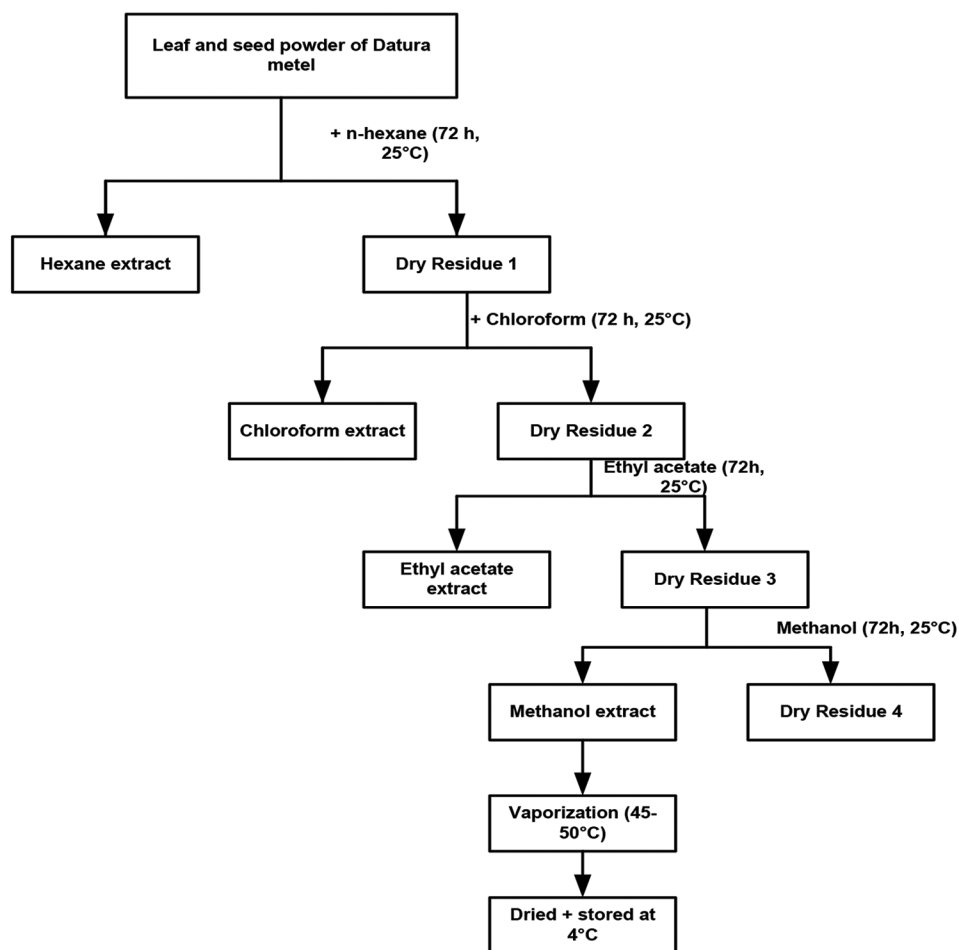 Leaf and seed powder of Datura
metel
+ n-hexane (72 h,
25°C)
Hexane extract
Dry Residue 1
+ Chloroform (72 h, 25°C)
Chloroform extract
Dry Residue 2
Ethyl acetate (72h,
25°C)
Ethyl acetate
extract
Dry Residue 3
Methanol (72h, 25°C)
Methanol extract
Dry Residue 4
Vaporization (45-
50°C)
Dried + stored at
4°C